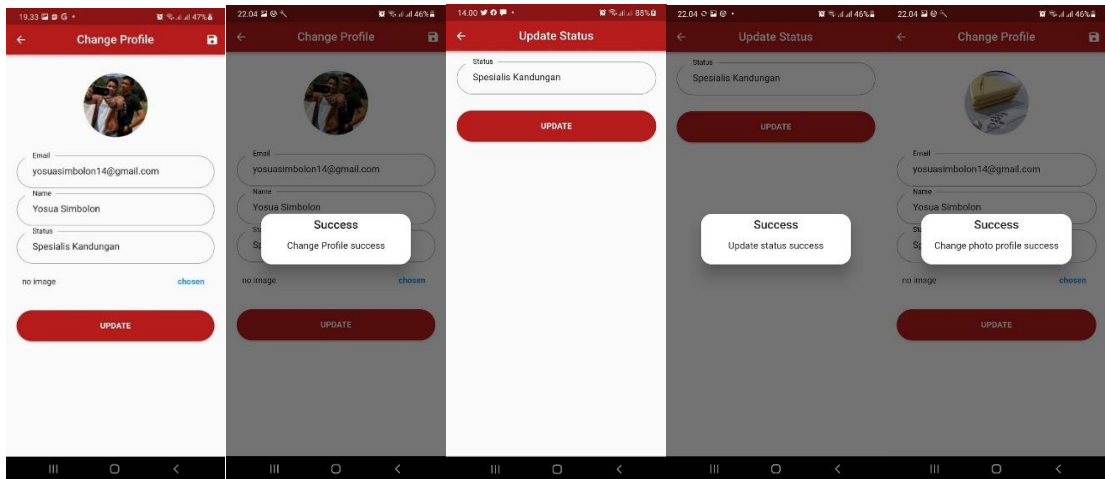 19.33 G 47%
Change Profile
Email
yosuasimbolon14@gmail.com
Name
Yosua Simbolon
Status
Spesialis Kandungan
no image chosen
UPDATE
22.04 46%
Change Profile
Email
yosuasimbolon14@gmail.com
Name
Yosua Simbolon
Success
Change Profile success
no image chosen
UPDATE
14.00 88%
Update Status
Status
Spesialis Kandungan
UPDATE
22.04 46%
Update Status
Status
Spesialis Kandungan
UPDATE
Success
Update status success
22.04 46%
Change Profile
Email
yosuasimbolon14@gmail.com
Name
Yosua Simbolon
Success
Change photo profile success
no image chosen
UPDATE